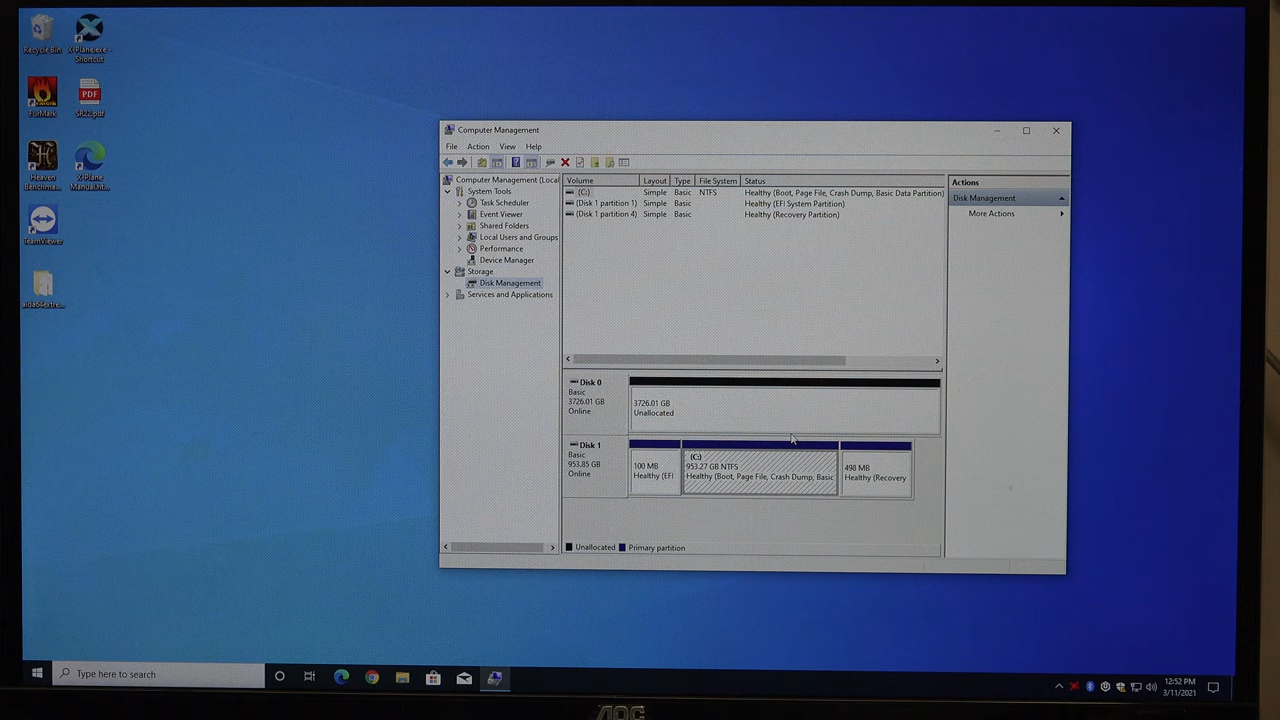 Recycle Bin
X-Plane.exe -
Shortcut
FurMark
PDF
SR22.pdf
Heaven
Benchma...
X-Plane
TeamViewer
Computer Management
File Action View Help
Computer Management (Local
System Tools
Task Scheduler
Event Viewer
Shared Folders
Local Users and Groups
Performance
Device Manager
Storage
Disk Management
Services and Applications
Volume Layout Type File System Status
(C:) Simple Basic NTFS Healthy (Boot, Page File, Crash Dump, Basic Data Partition)
(Disk 1 partition 1) Simple Basic Healthy (EFI System Partition)
(Disk 1 partition 4) Simple Basic Healthy (Recovery Partition)
Actions
Disk Management
More Actions
Disk 0
Basic
3726.01 GB
Online
3726.01 GB
Unallocated
Disk 1
Basic
953.85 GB
Online
100 MB
Healthy (EFI
(C:)
953.27 GB NTFS
Healthy (Boot, Page File, Crash Dump, Basic
498 MB
Healthy (Recovery
Unallocated Primary partition
Type here to search
12:52 PM
3/11/2021
AOC